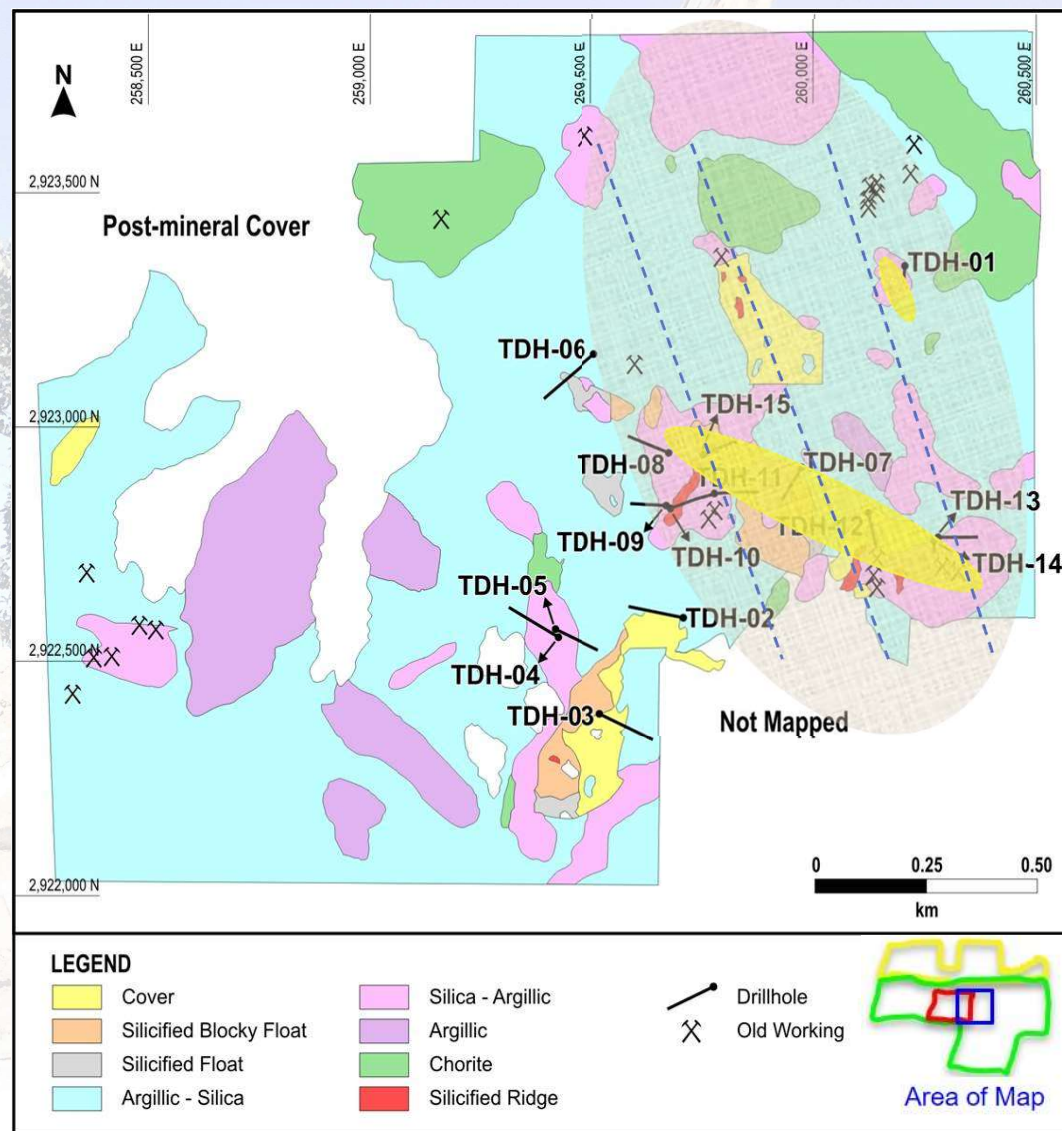 N
258,500 E
259,000 E
259,500 E
260,000 E
260,500 E
2,923,500 N
Post-mineral Cover
TDH-01
TDH-06
2,923,000 N
TDH-15
TDH-08
TDH-07
TDH-11
TDH-13
TDH-12
TDH-09
TDH-10
TDH-14
TDH-05
TDH-02
2,922,500 N
TDH-04
TDH-03
Not Mapped
2,922,000 N
0 0.25 0.50
km
LEGEND
Cover
Silicified Blocky Float
Silicified Float
Argillic - Silica
Silica - Argillic
Argillic
Chorite
Silicified Ridge
Drillhole
Old Working
Area of Map